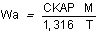 Wa = CKAP M
1,316 T